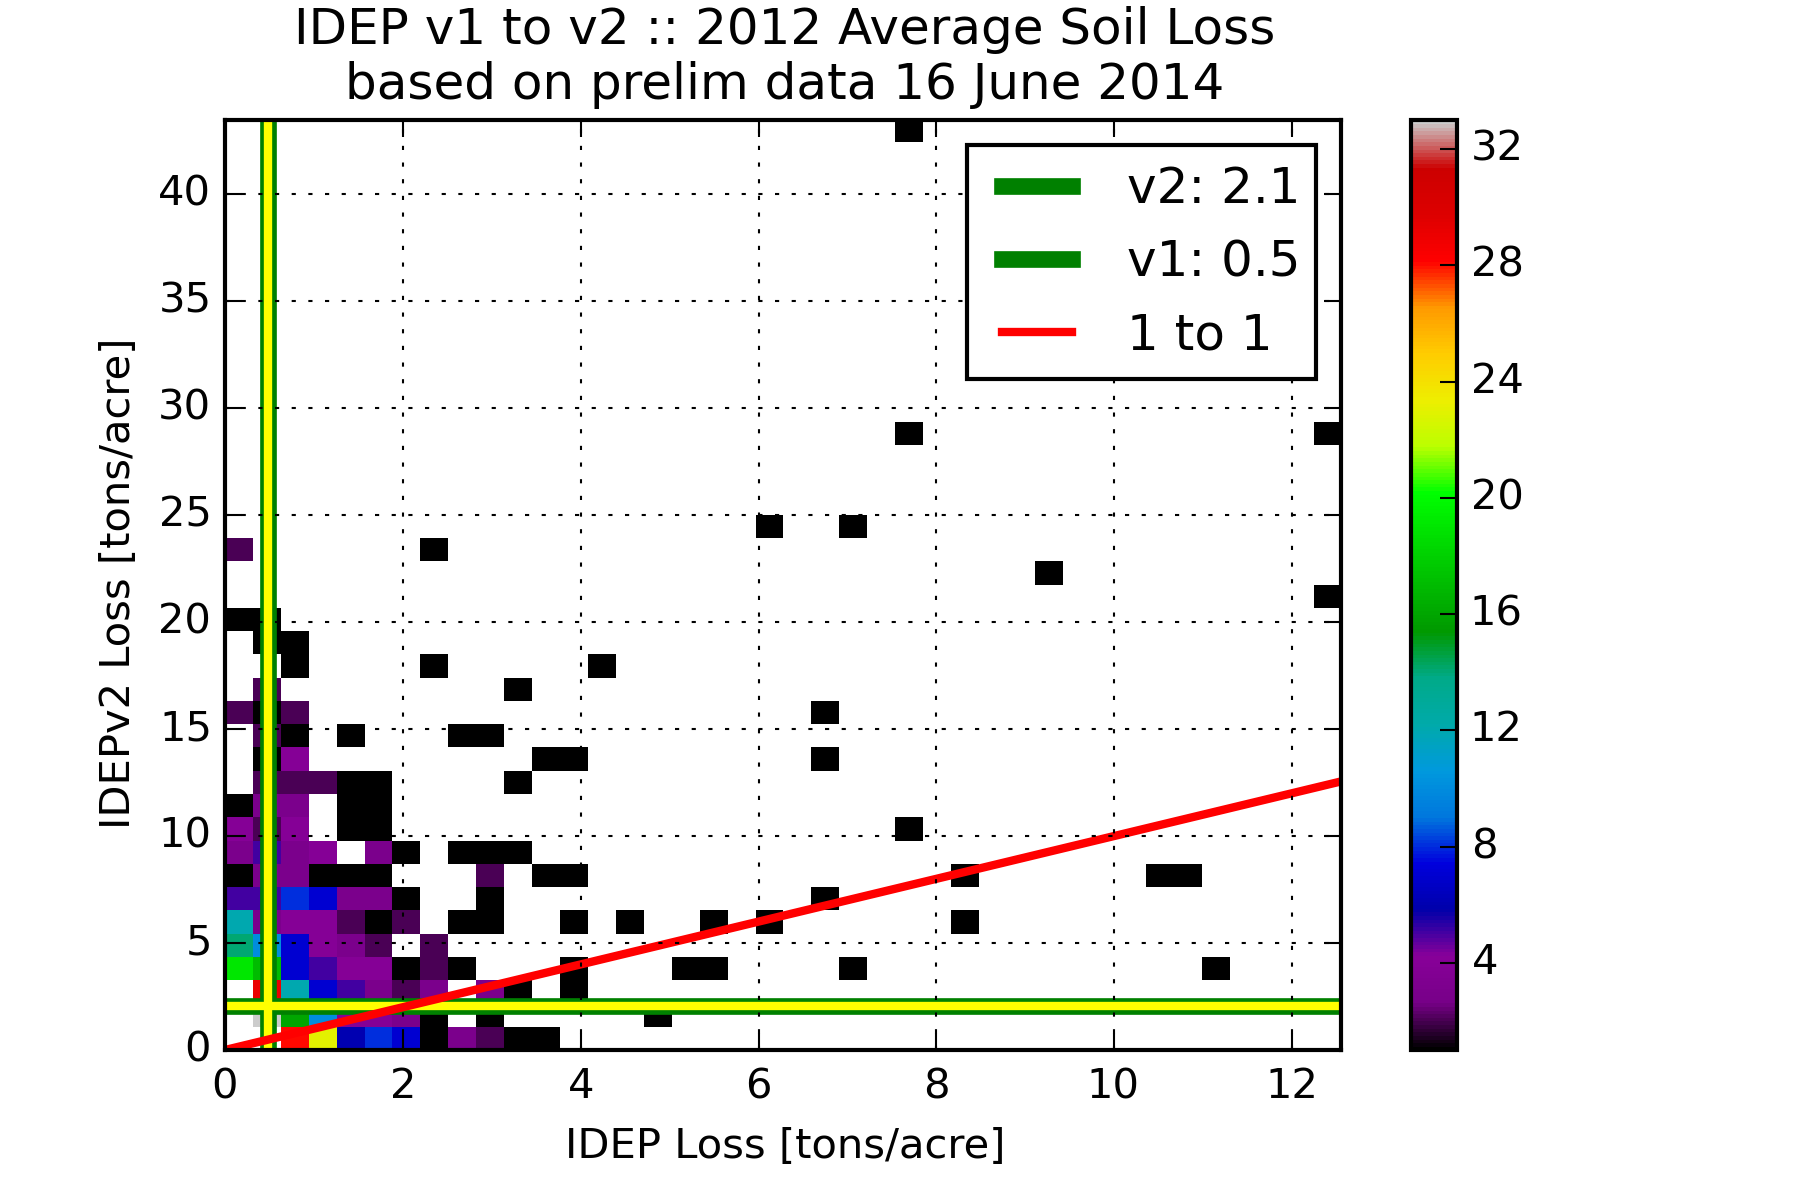 IDEP v1 to v2 :: 2012 Average Soil Loss
based on prelim data 16 June 2014
v2: 2.1
v1: 0.5
1 to 1
IDEPv2 Loss [tons/acre]
40
35
30
25
20
15
10
5
0
0 2 4 6 8 10 12
IDEP Loss [tons/acre]
32
28
24
20
16
12
8
4